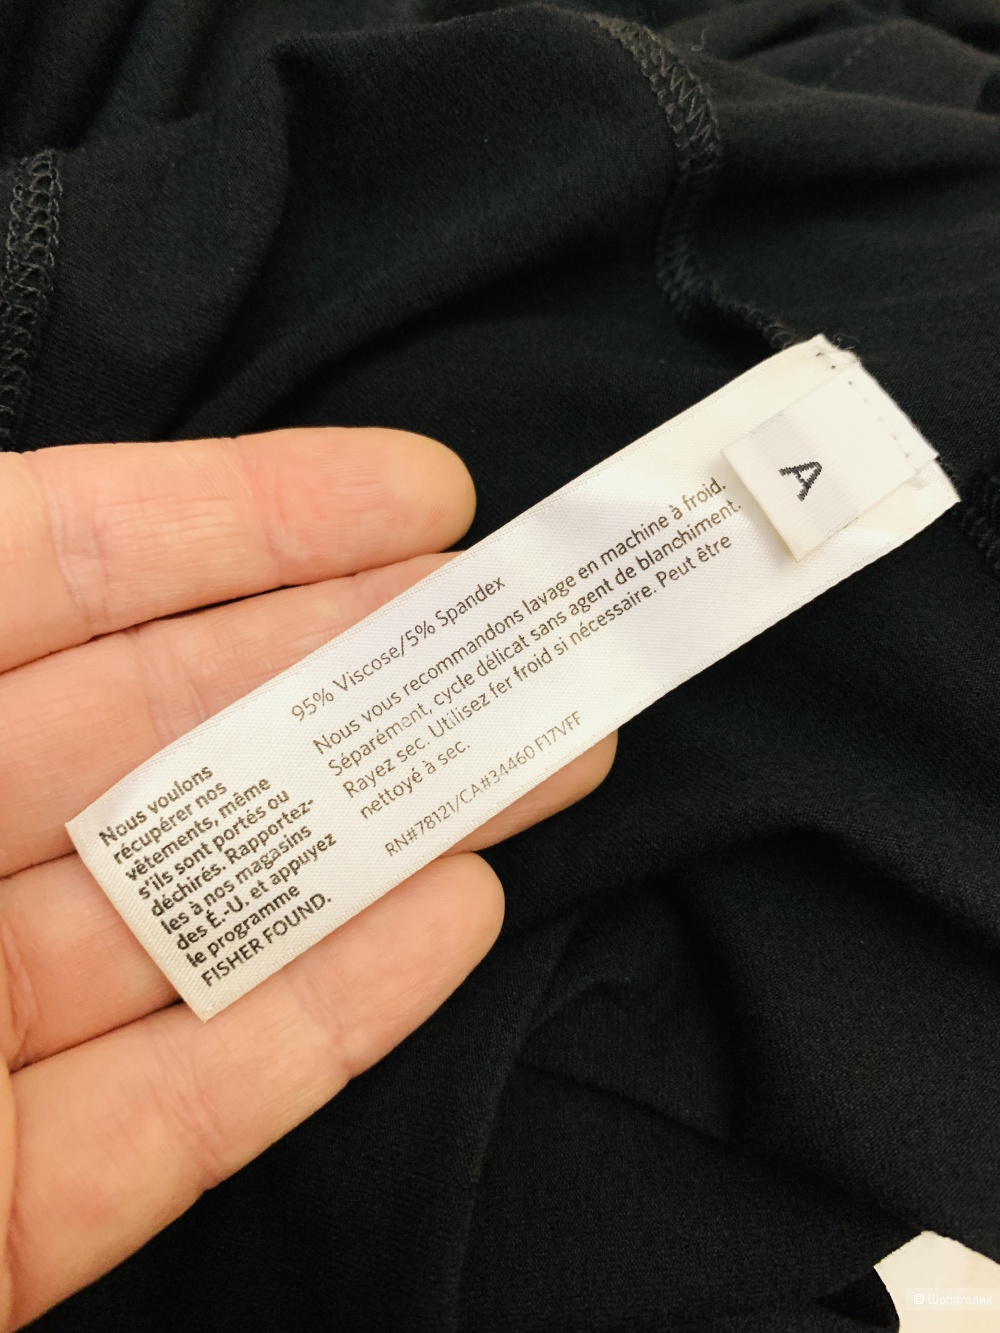 A
95% Viscose/5% Spandex
Nous vous recommandons lavage en machine à froid.
Séparément, cycle délicat sans agent de blanchiment.
Rayez sec. Utilisez fer froid si nécessaire. Peut être
nettoyé à sec.
RN#78121/CA#34460 F17VFF
Nous voulons
récupérer nos
vêtements, même
s'ils sont portés ou
déchirés. Rapportez-
les à nos magasins
des É.-U. et appuyez
le programme
FISHER FOUND.
© Шопоголик